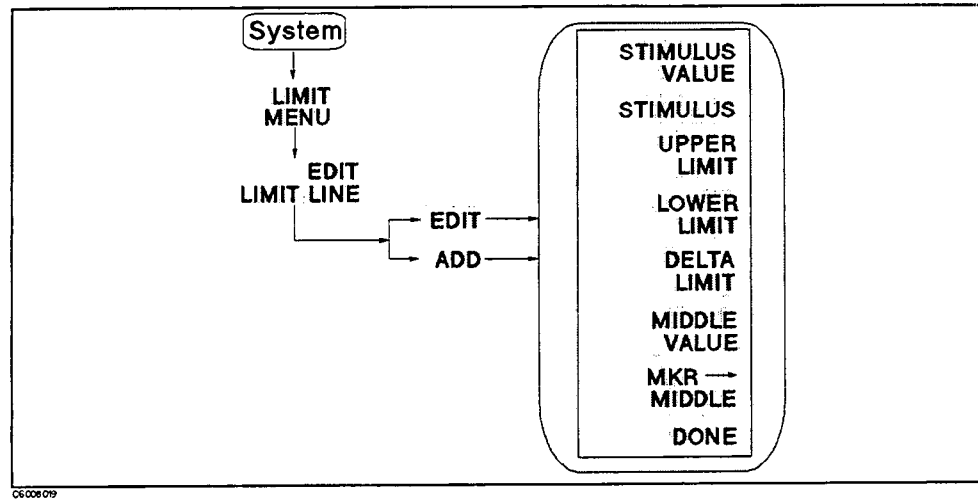 System
LIMIT
MENU
EDIT
LIMIT LINE
EDIT
ADD
STIMULUS
VALUE
STIMULUS
UPPER
LIMIT
LOWER
LIMIT
DELTA
LIMIT
MIDDLE
VALUE
MKR →
MIDDLE
DONE
C6008019